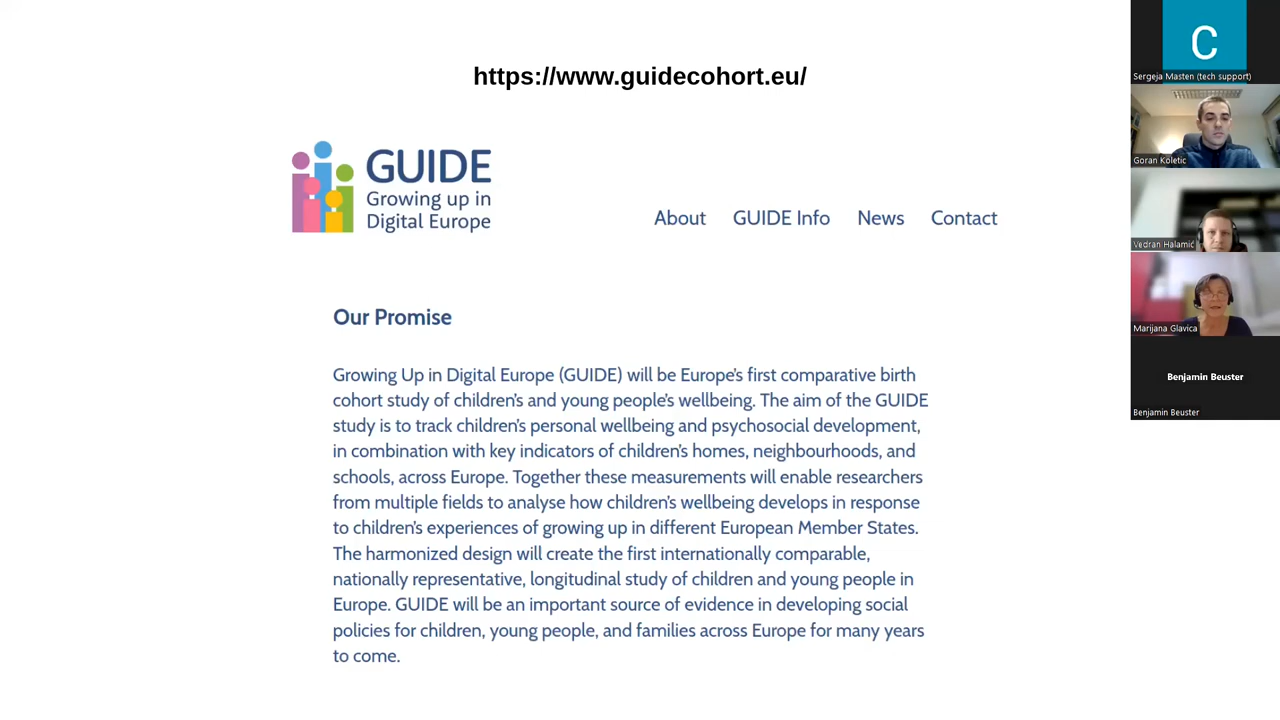 https://www.guidecohort.eu/
GUIDE
Growing up in
Digital Europe
About GUIDE Info News Contact
Our Promise
Growing Up in Digital Europe (GUIDE) will be Europe's first comparative birth
cohort study of children's and young people's wellbeing. The aim of the GUIDE
study is to track children's personal wellbeing and psychosocial development,
in combination with key indicators of children's homes, neighbourhoods, and
schools, across Europe. Together these measurements will enable researchers
from multiple fields to analyse how children's wellbeing develops in response
to children's experiences of growing up in different European Member States.
The harmonized design will create the first internationally comparable,
nationally representative, longitudinal study of children and young people in
Europe. GUIDE will be an important source of evidence in developing social
policies for children, young people, and families across Europe for many years
to come.
C
Sergeja Masten (tech support)
Goran Koletic
Vedran Halamić
Marijana Glavica
Benjamin Beuster
Benjamin Beuster